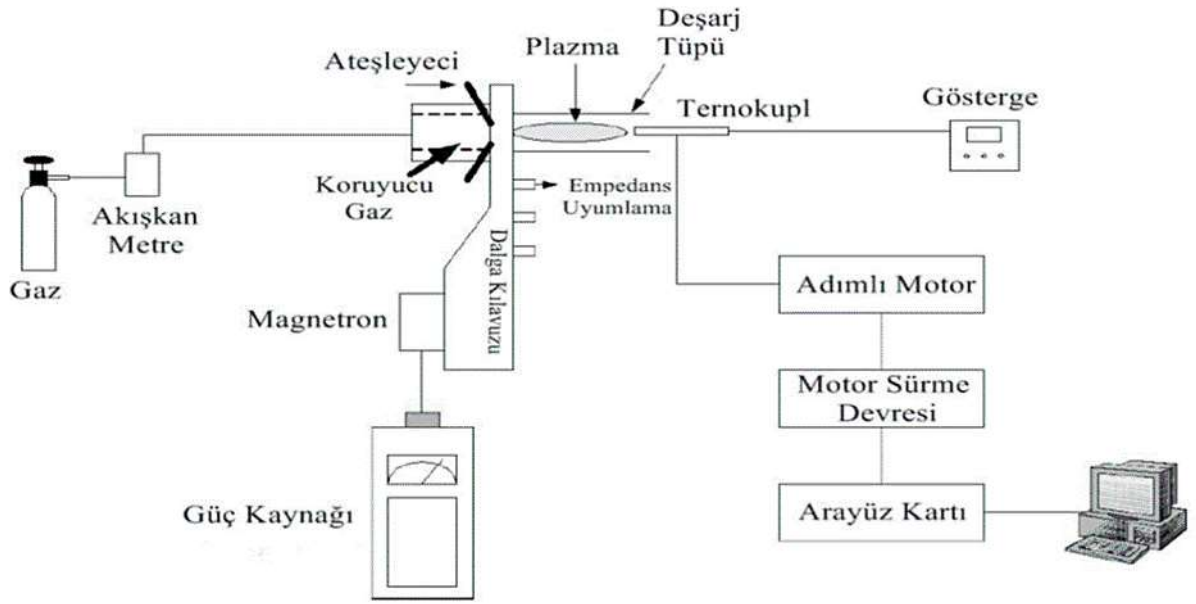 Deşarj
Tüpü
Plazma
Ateşleyeci
Ternokupl
Gösterge
Koruyucu
Gaz
Empedans
Uyumlama
Akışkan
Metre
Gaz
Dalga Kılavuzu
Magnetron
Adımlı Motor
Motor Sürme
Devresi
Güç Kaynağı
Arayüz Kartı